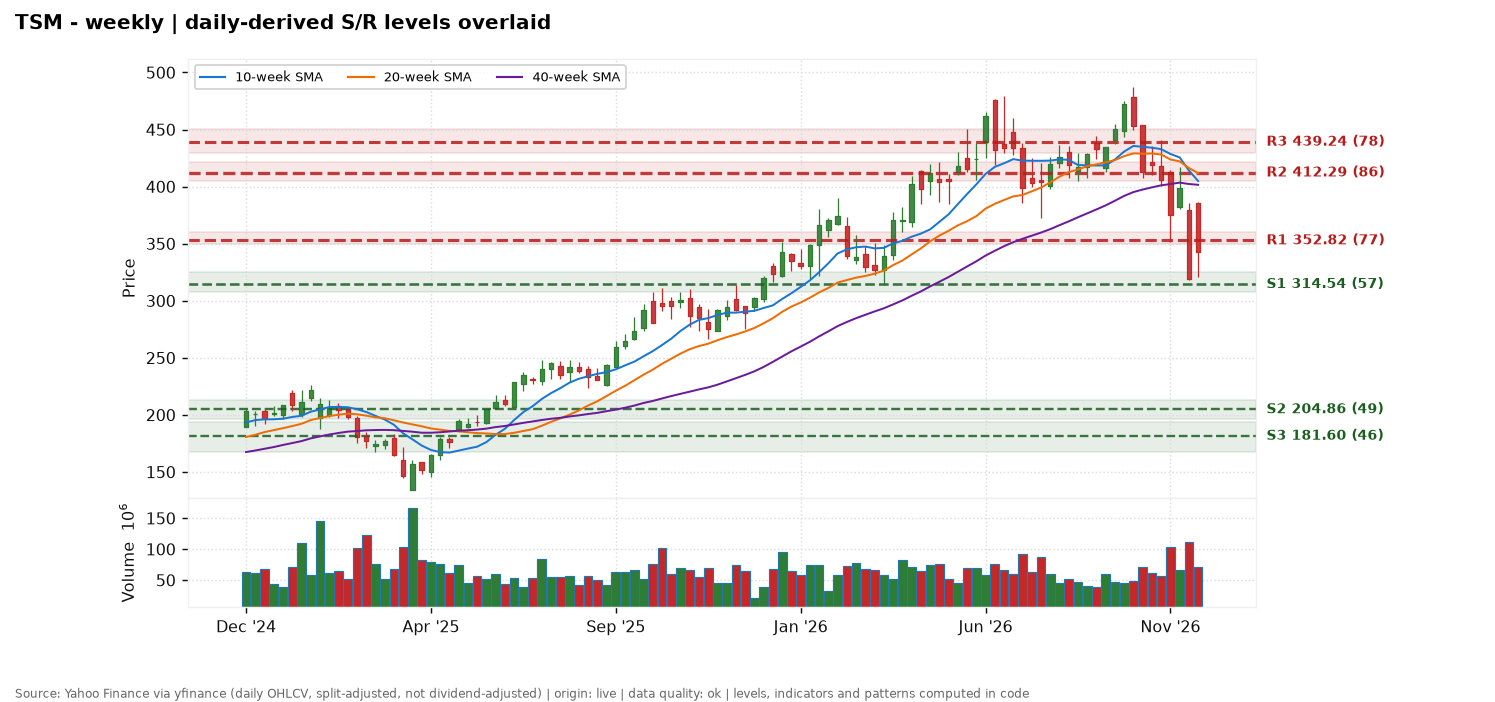 TSM - weekly | daily-derived S/R levels overlaid
10-week SMA 20-week SMA 40-week SMA
Price
500
450
400
350
300
250
200
150
R3 439.24 (78)
R2 412.29 (86)
R1 352.82 (77)
S1 314.54 (57)
S2 204.86 (49)
S3 181.60 (46)
Volume 10⁶
150
100
50
Dec '24 Apr '25 Sep '25 Jan '26 Jun '26 Nov '26
Source: Yahoo Finance via yfinance (daily OHLCV, split-adjusted, not dividend-adjusted) | origin: live | data quality: ok | levels, indicators and patterns computed in code